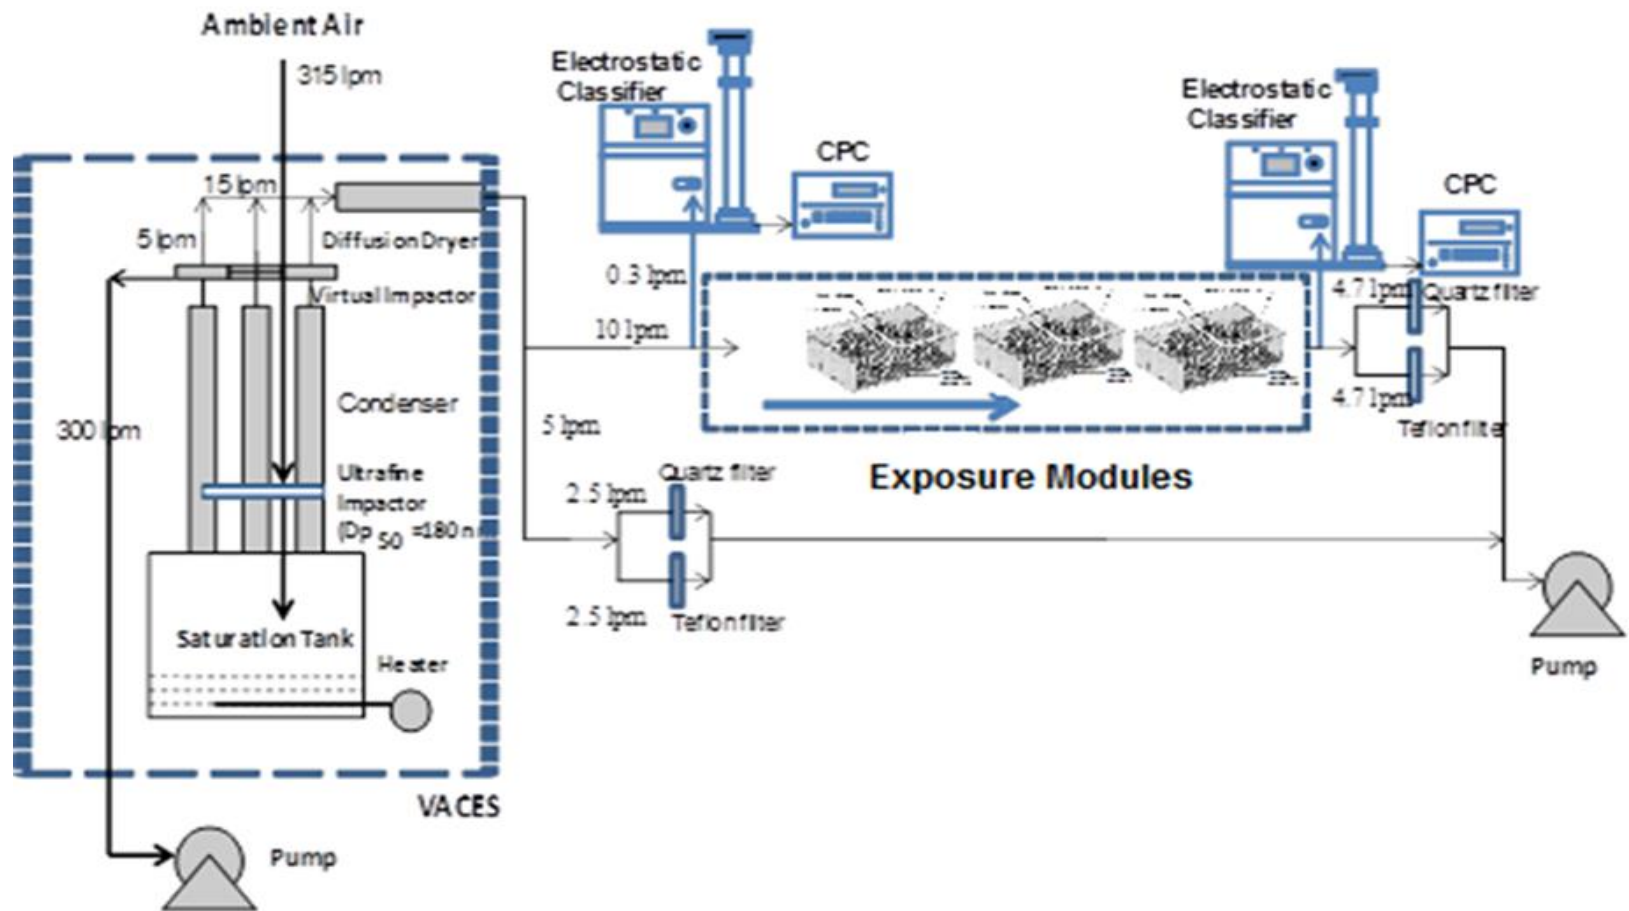 Ambient Air
315 lpm
15 lpm
5 lpm
Diffusion Dryer
Virtual Impactor
Condenser
300 lpm
Ultrafine
Impactor
(Dp 50 =180 n
Saturation Tank
Heater
VACES
Pump
Electrostatic
Classifier
CPC
0.3 lpm
10 lpm
5 lpm
Exposure Modules
Quartz filter
2.5 lpm
2.5 lpm
Teflon filter
Electrostatic
Classifier
CPC
4.7 lpm
Quartz filter
4.7 lpm
Teflon filter
Pump